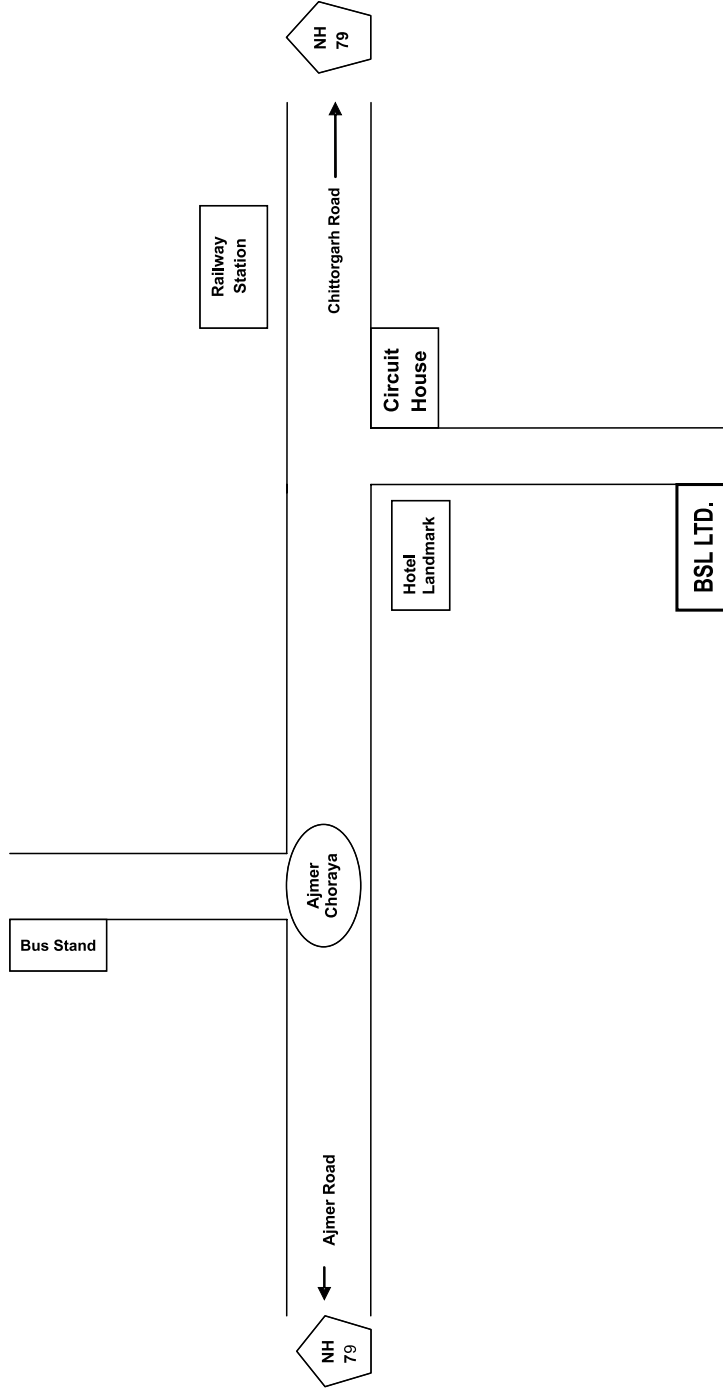 NH
79
Railway
Station
Chittorgarh Road
Circuit
House
Hotel
Landmark
BSL LTD.
Ajmer
Choraya
Bus Stand
Ajmer Road
NH
79